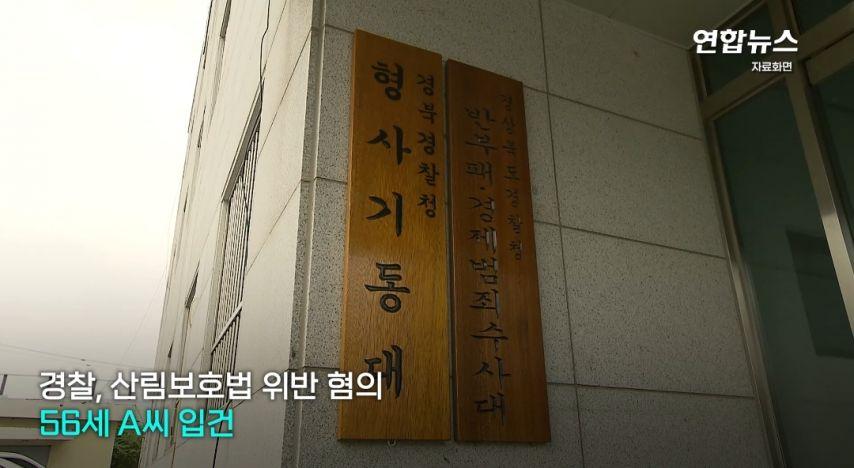 연합뉴스
자료화면
경북경찰청
형사기동대
경상북도경찰청
반부패·경제범죄수사대
경찰, 산림보호법 위반 혐의
56세 A씨 입건